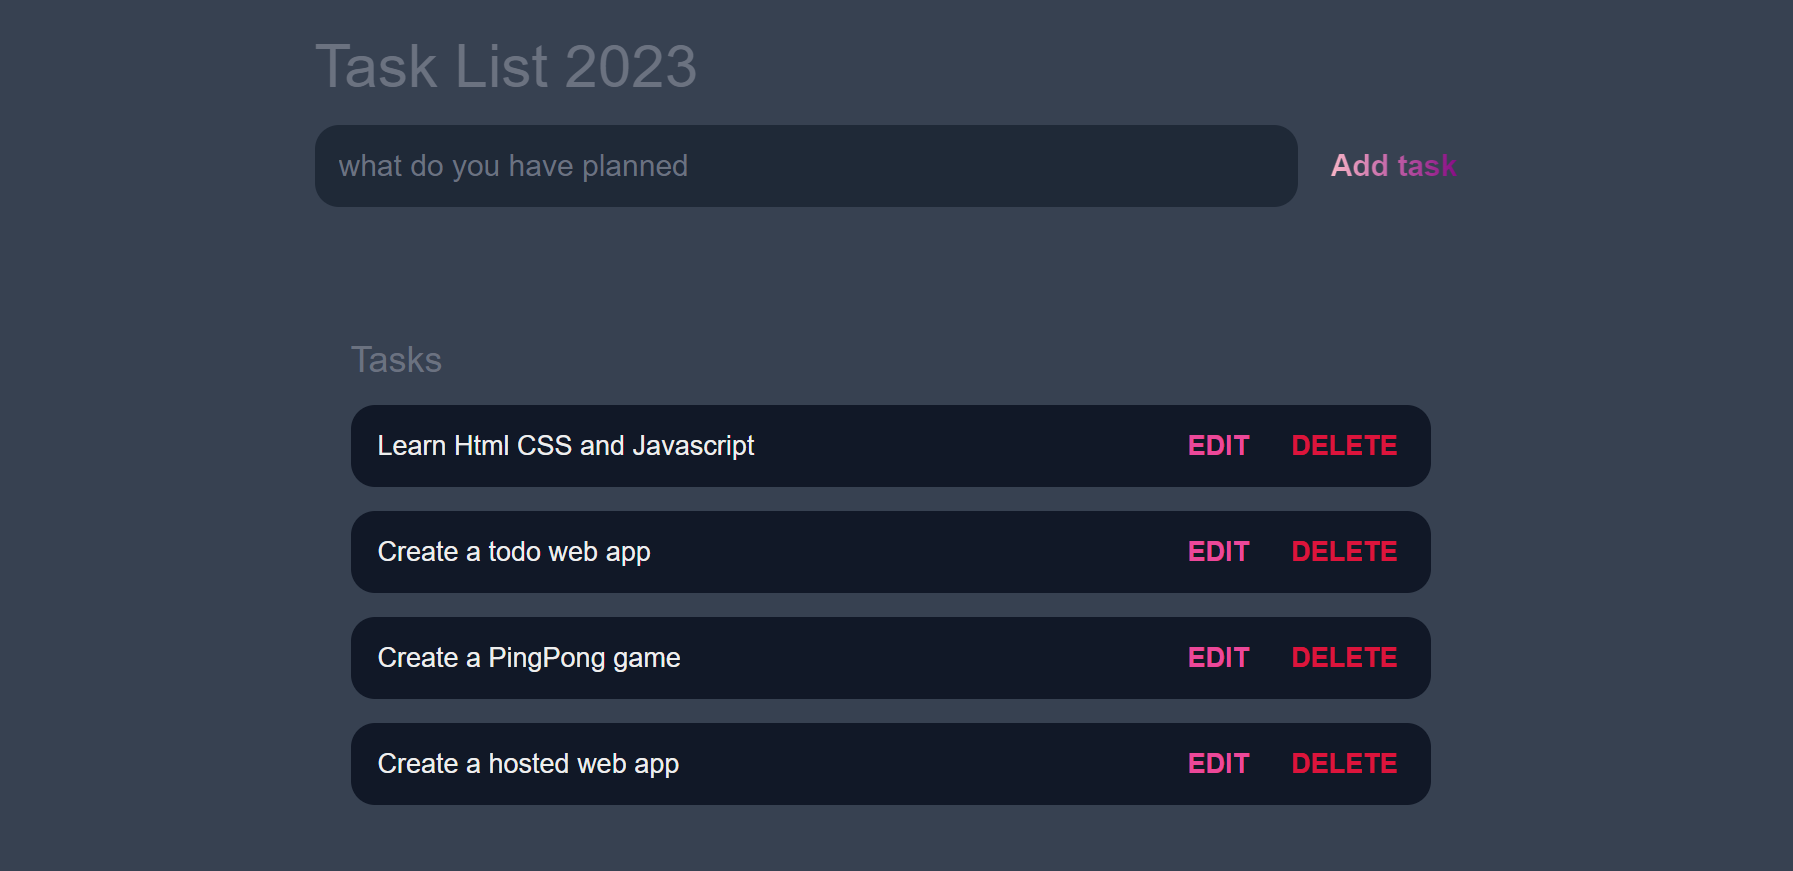 Task List 2023
what do you have planned Add task
Tasks
Learn Html CSS and Javascript EDIT DELETE
Create a todo web app EDIT DELETE
Create a PingPong game EDIT DELETE
Create a hosted web app EDIT DELETE